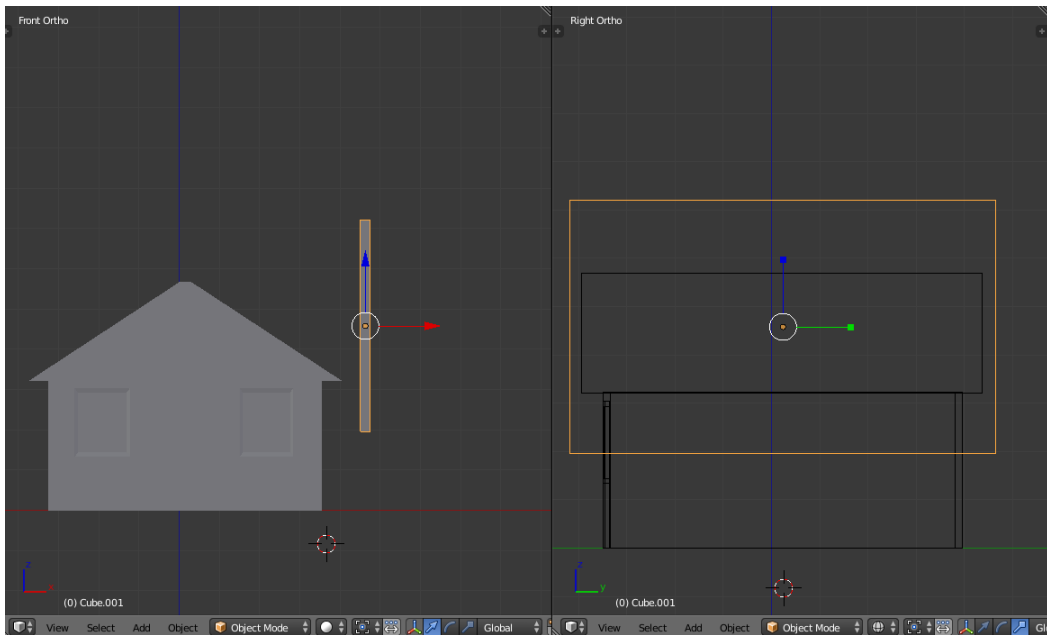 Front Ortho
Right Ortho
z
x
(0) Cube.001
z
y
(0) Cube.001
View Select Add Object Object Mode Global
View Select Add Object Object Mode Gl